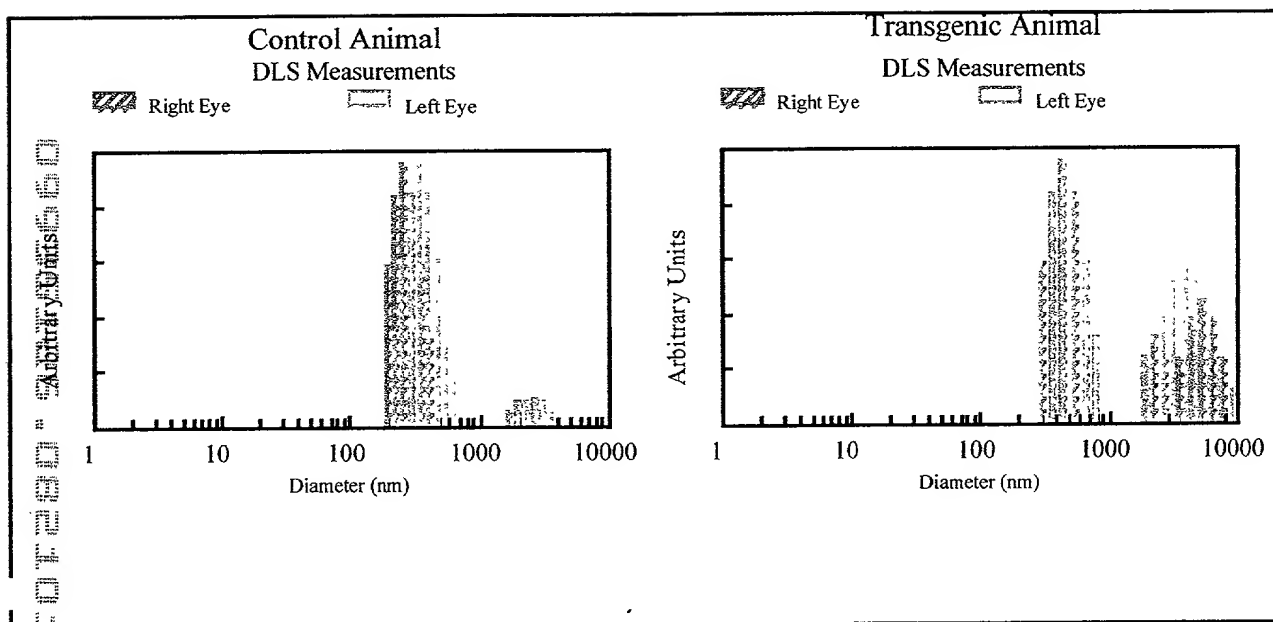 Control Animal
DLS Measurements
Right Eye
Left Eye
Arbitrary Units
1 10 100 1000 10000
Diameter (nm)
Transgenic Animal
DLS Measurements
Right Eye
Left Eye
Arbitrary Units
1 10 100 1000 10000
Diameter (nm)